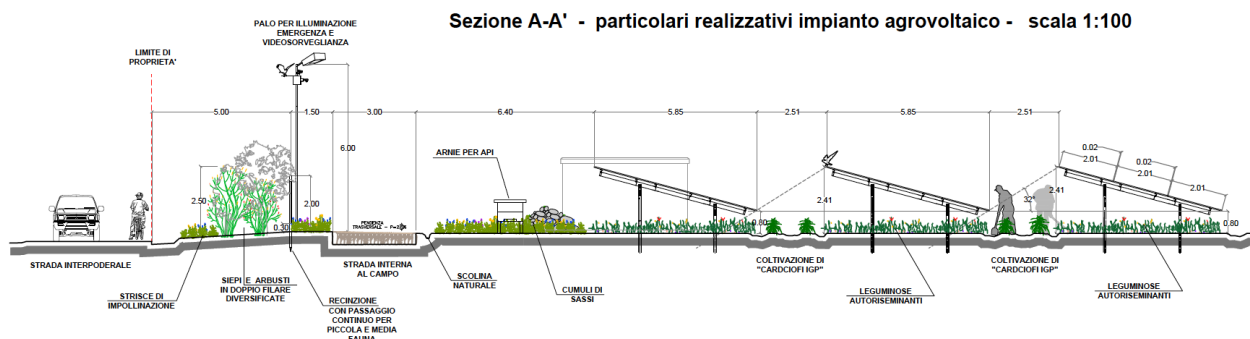 Sezione A-A' - particolari realizzativi impianto agrovoltaico - scala 1:100
PALO PER ILLUMINAZIONE
EMERGENZA E
VIDEOSORVEGLIANZA
LIMITE DI
PROPRIETA'
5.00
1.50
3.00
6.40
5.85
2.51
5.85
2.51
6.00
ARNIE PER API
0.02
2.01
0.02
2.01
2.01
2.50
2.00
0.30
PENDENZA
TRASVERSALE - P=2,0%
0.80
2.41
32°
2.41
0.80
STRADA INTERPODERALE
STRISCE DI
IMPOLLINAZIONE
SIEPI E ARBUSTI
IN DOPPIO FILARE
DIVERSIFICATE
RECINZIONE
CON PASSAGGIO
CONTINUO PER
PICCOLA E MEDIA
FAUNA
STRADA INTERNA
AL CAMPO
SCOLINA
NATURALE
CUMULI DI
SASSI
COLTIVAZIONE DI
"CARDCIOFI IGP"
LEGUMINOSE
AUTORISEMINANTI
COLTIVAZIONE DI
"CARDCIOFI IGP"
LEGUMINOSE
AUTORISEMINANTI